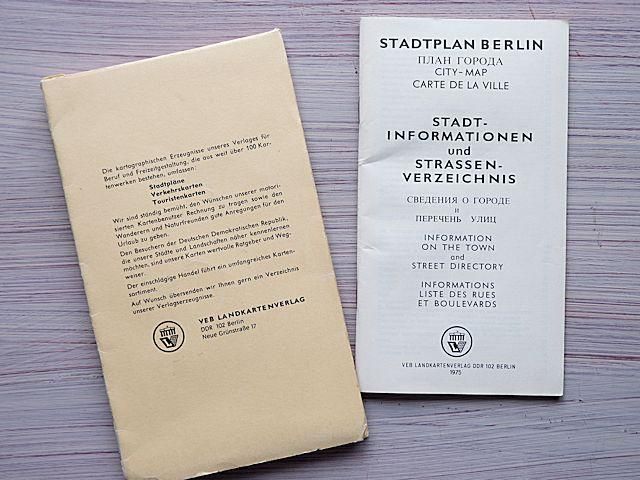 Die kartographischen Erzeugnisse unseres Verlages für
Beruf und Freizeitgestaltung, die aus weit über 100 Kar-
tenwerken bestehen, umfassen:
Stadtpläne
Verkehrskarten
Touristenkarten
Wir sind ständig bemüht, den Wünschen unserer motori-
sierten Kartenbenutzer Rechnung zu tragen sowie den
Wanderern und Naturfreunden gute Anregungen für den
Urlaub zu geben.
Den Besuchern der Deutschen Demokratischen Republik,
die unsere Städte und Landschaften näher kennenlernen
möchten, sind unsere Karten wertvolle Ratgeber und Weg-
weiser.
Der einschlägige Handel führt ein umfangreiches Karten-
sortiment.
Auf Wunsch übersenden wir Ihnen gern ein Verzeichnis
unserer Verlagserzeugnisse.
VEB LANDKARTENVERLAG
DDR 102 Berlin
Neue Grünstraße 17
STADTPLAN BERLIN
ПЛАН ГОРОДА
CITY-MAP
CARTE DE LA VILLE
STADT-
INFORMATIONEN
und
STRASSEN-
VERZEICHNIS
СВЕДЕНИЯ О ГОРОДЕ
и
ПЕРЕЧЕНЬ УЛИЦ
INFORMATION
ON THE TOWN
and
STREET DIRECTORY
INFORMATIONS
LISTE DES RUES
ET BOULEVARDS
VEB LANDKARTENVERLAG DDR 102 BERLIN
1975